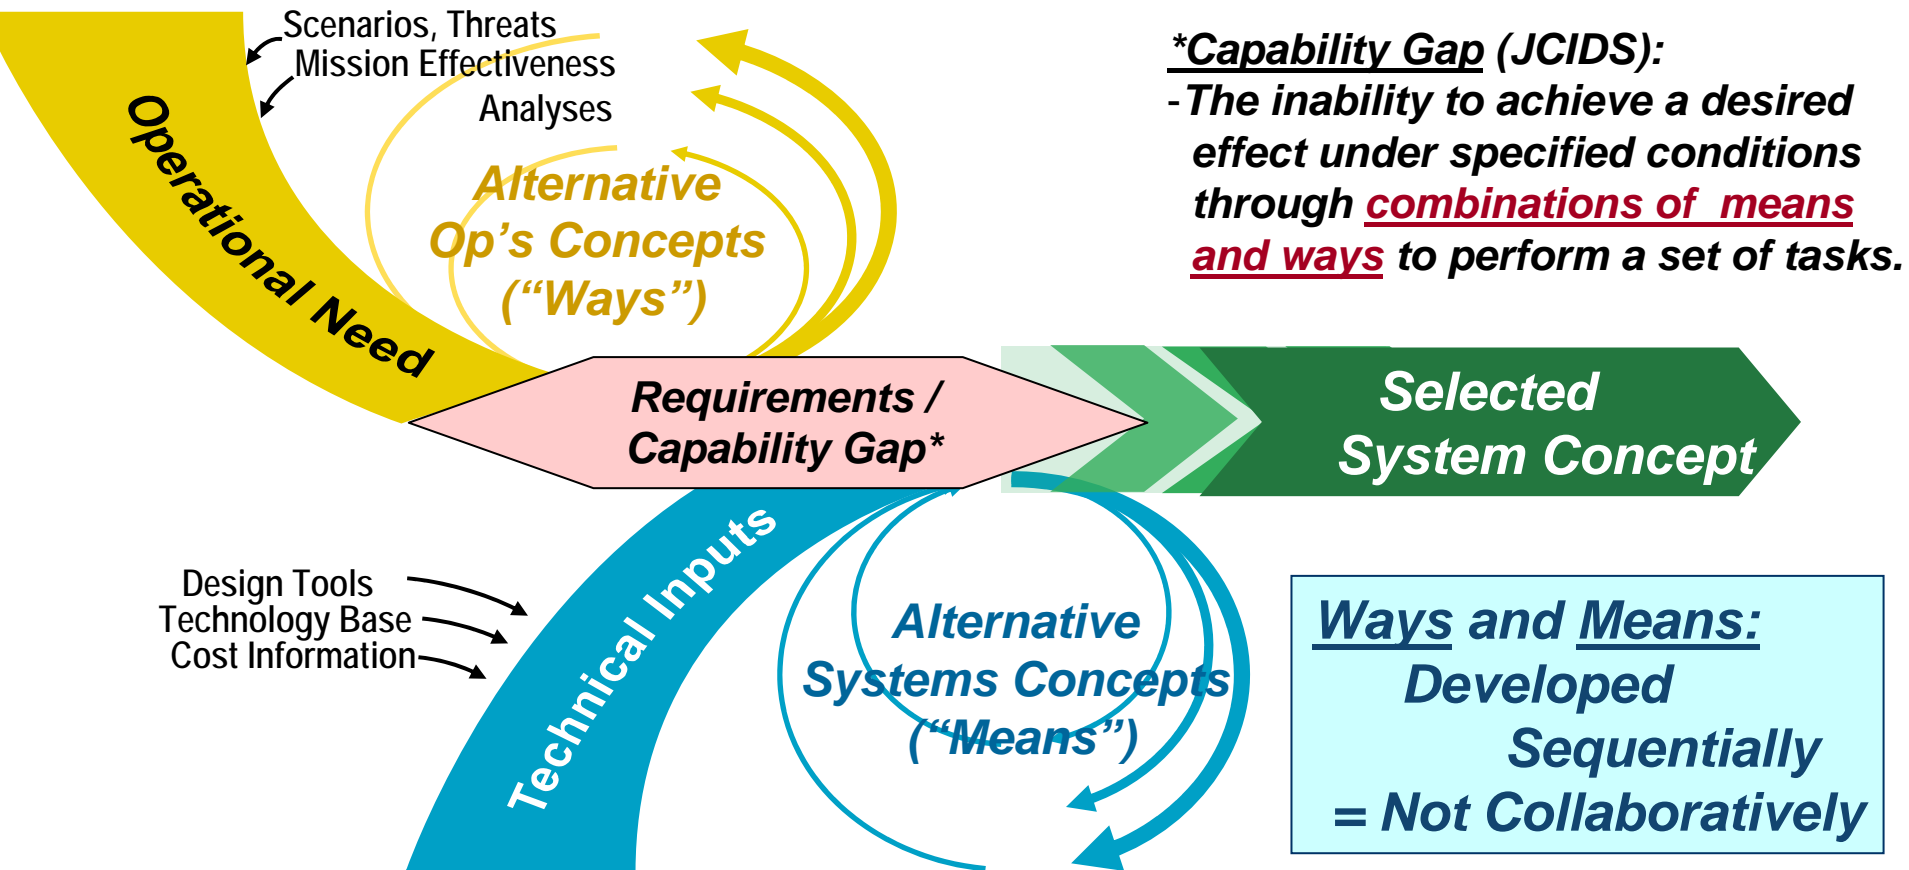 Scenarios, Threats
Mission Effectiveness
Analyses
Operational Need
Alternative
Op’s Concepts
(“Ways”)
*Capability Gap (JCIDS):
-The inability to achieve a desired
effect under specified conditions
through combinations of means
and ways to perform a set of tasks.
Requirements /
Capability Gap*
Selected
System Concept
Technical Inputs
Design Tools
Technology Base
Cost Information
Alternative
Systems Concepts
(“Means”)
Ways and Means:
Developed
Sequentially
= Not Collaboratively